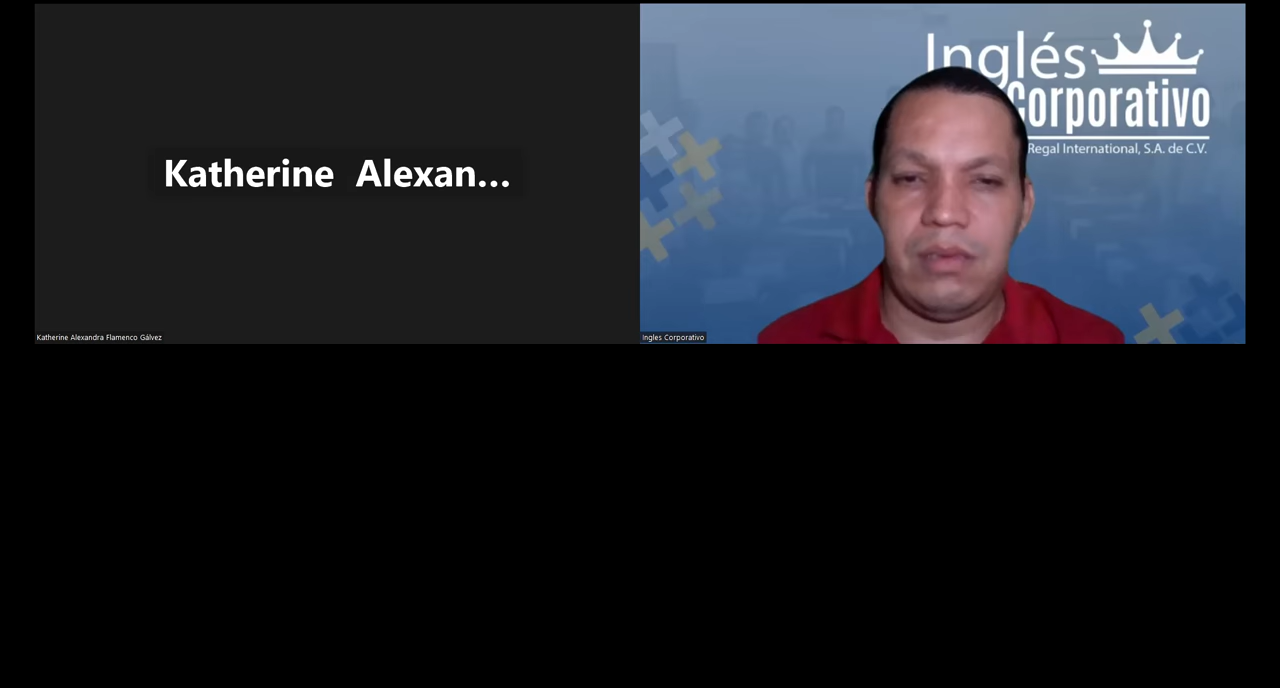 Katherine Alexan...
Katherine Alexandra Flamenco Gálvez
Inglés
Corporativo
Regal International, S.A. de C.V.
Ingles Corporativo